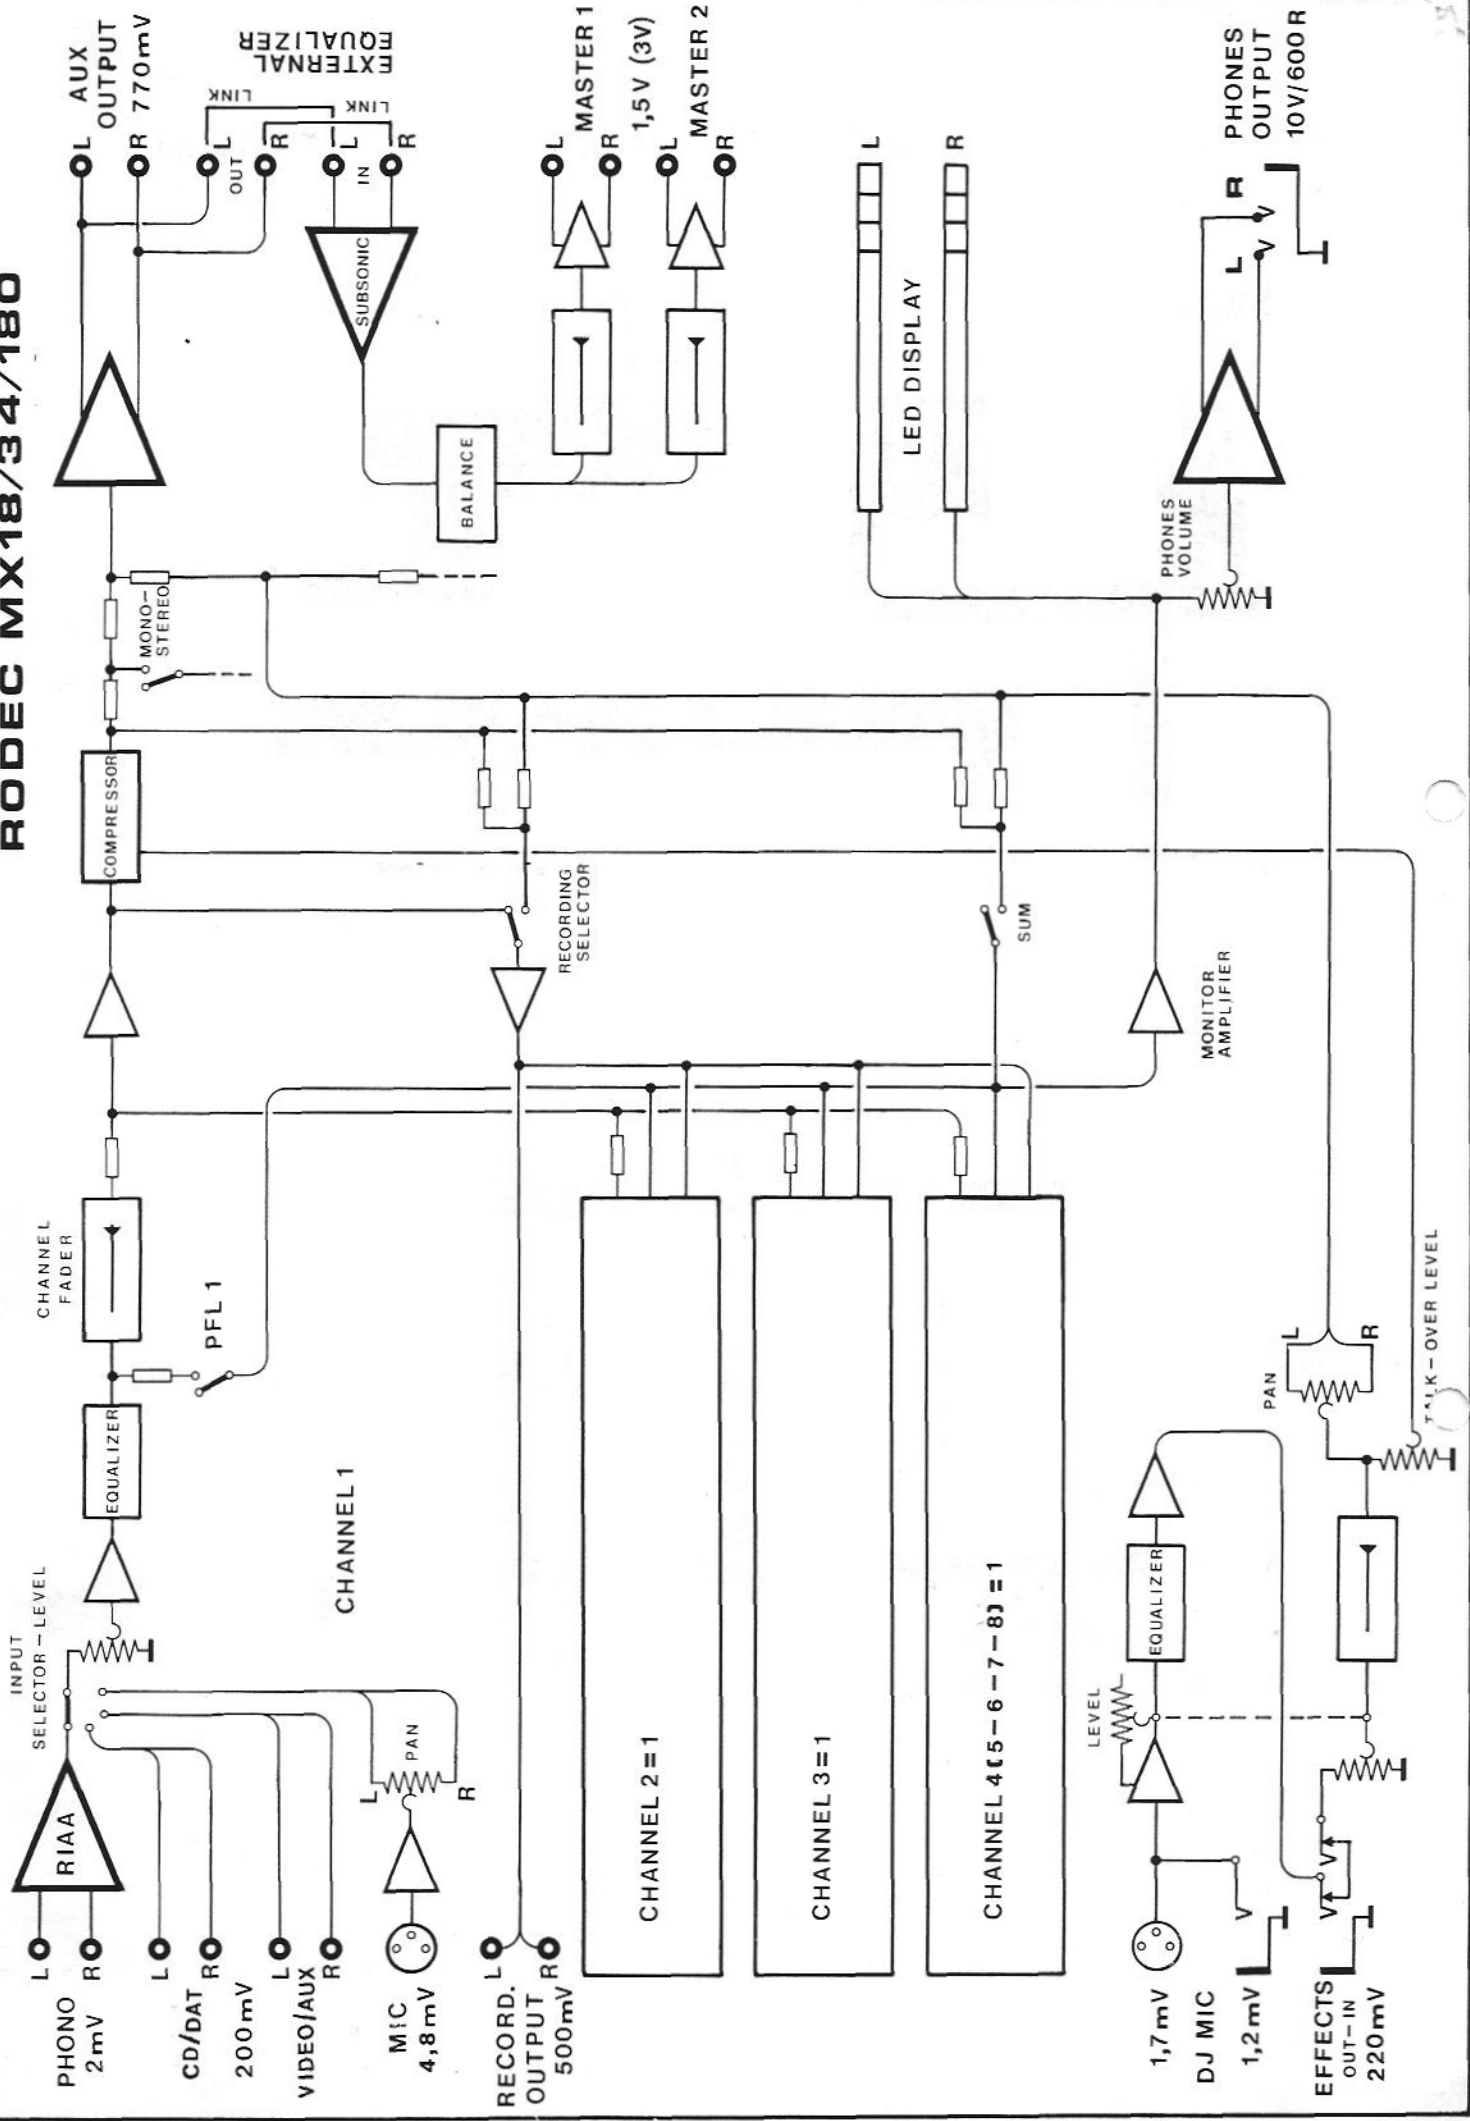 RODEC MX18/34/180
INPUT
SELECTOR–LEVEL
CHANNEL
FADER
PHONO
2mV
L
R
RIAA
EQUALIZER
COMPRESSOR
MONO–
STEREO
AUX
OUTPUT
770mV
L
R
CD/DAT
200mV
L
R
VIDEO/AUX
L
R
PFL 1
CHANNEL 1
OUT
L
R
LINK
LINK
IN
L
R
EXTERNAL
EQUALIZER
SUBSONIC
MIC
4,8mV
L
PAN
R
BALANCE
RECORD.
OUTPUT
500mV
L
R
RECORDING
SELECTOR
L
R
MASTER 1
1,5V (3V)
L
R
MASTER 2
CHANNEL 2=1
CHANNEL 3=1
CHANNEL 4(5–6–7–8)=1
SUM
LED DISPLAY
L
R
1,7mV
DJ MIC
1,2mV
V
LEVEL
EQUALIZER
MONITOR
AMPLIFIER
PHONES
VOLUME
L
R
V
V
PHONES
OUTPUT
10V/600R
EFFECTS
OUT–IN
220mV
V
V
PAN
L
R
–OVER LEVEL